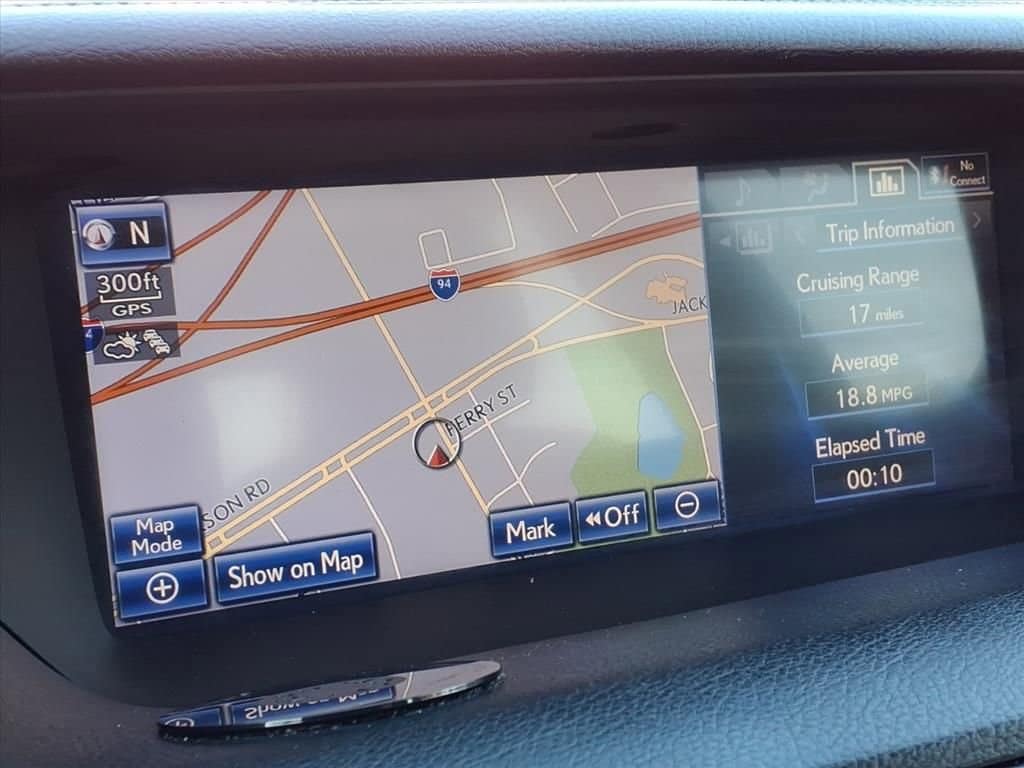 N
300ft
GPS
94
JACK
FERRY ST
SON RD
Map
Mode
Show on Map
Mark
Off
No
Connect
Trip Information
Cruising Range
17 miles
Average
18.8 MPG
Elapsed Time
00:10